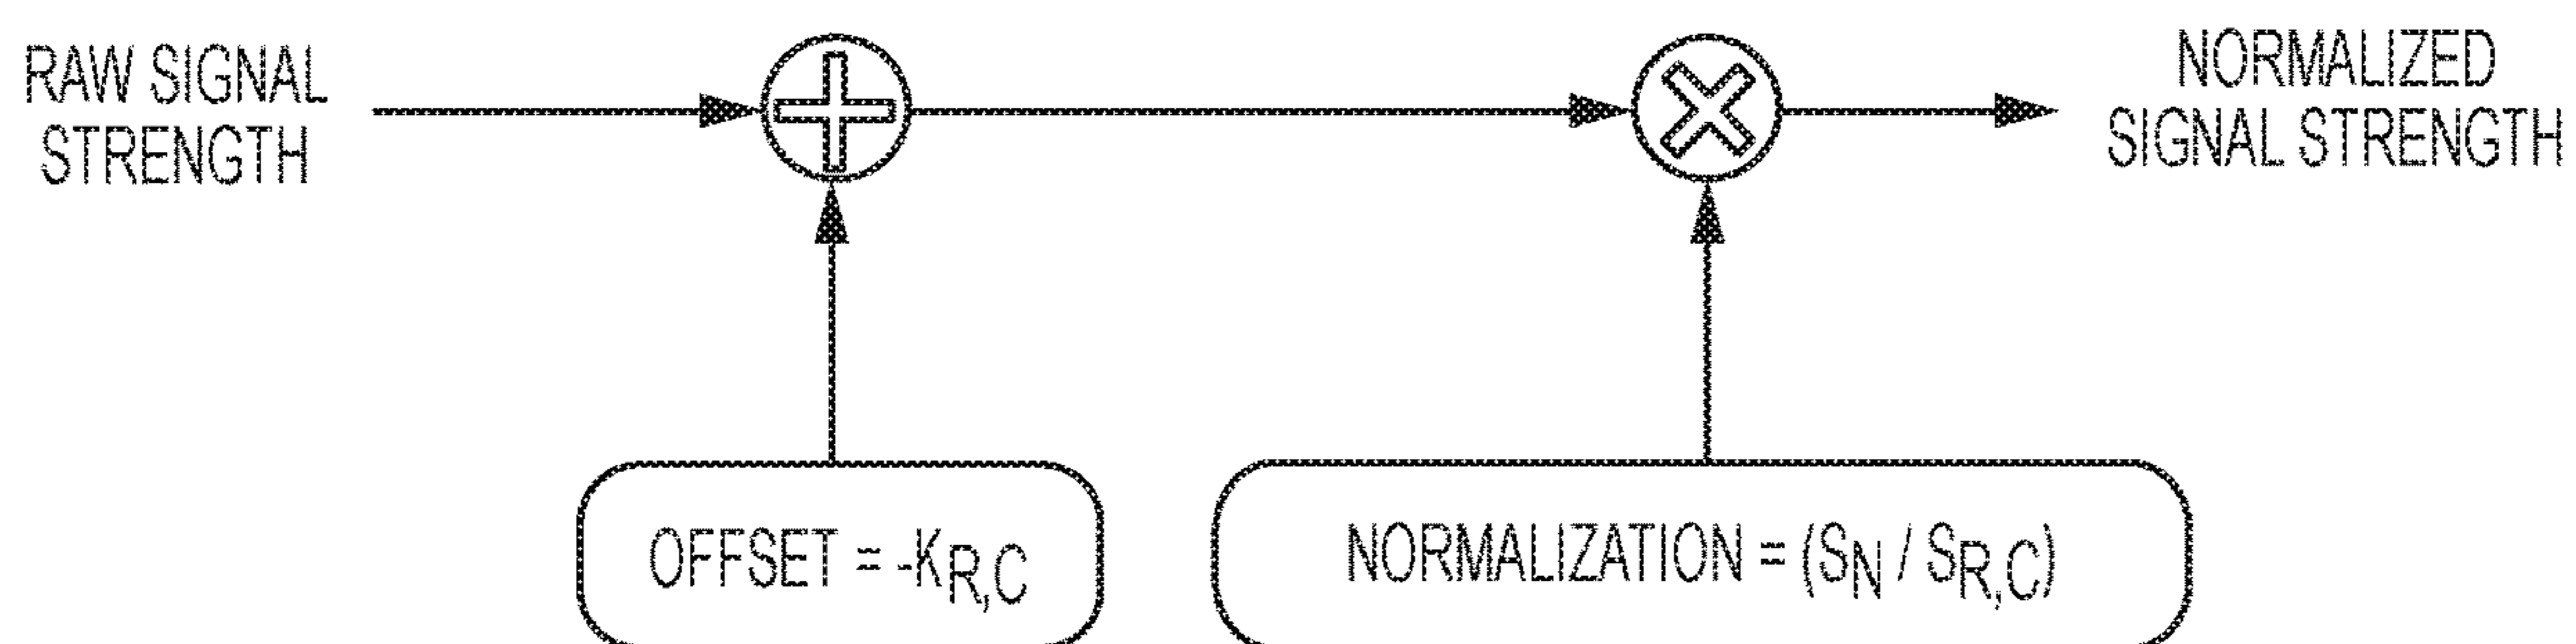 RAW SIGNAL
STRENGTH
NORMALIZED
SIGNAL STRENGTH
OFFSET = -KR,C
NORMALIZATION = (SN / SR,C)